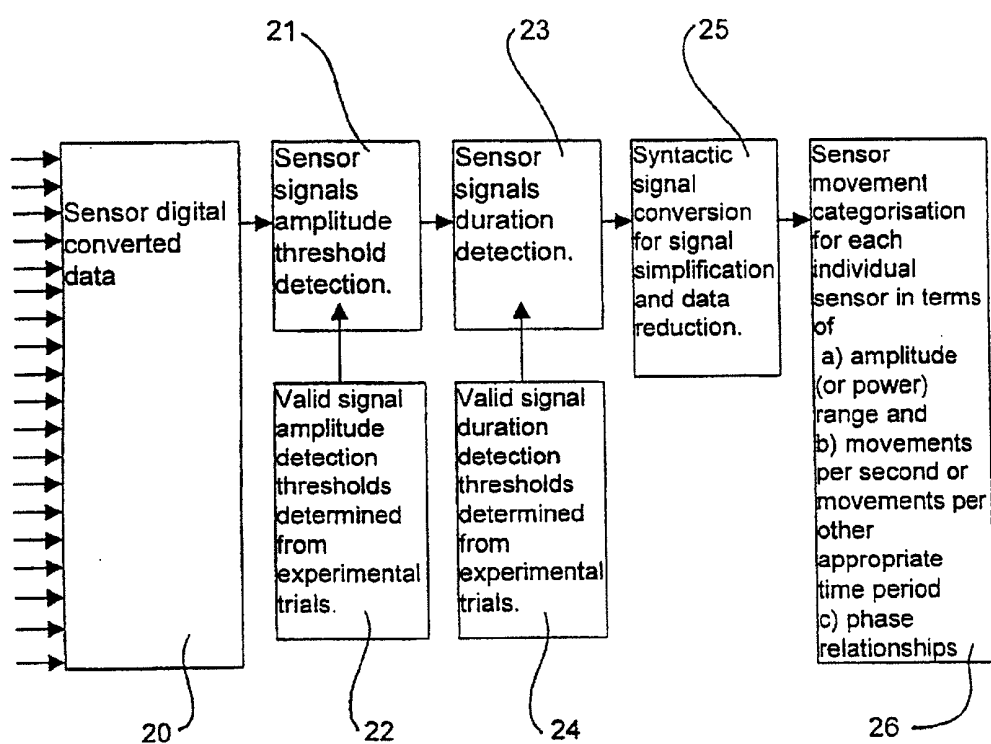 21
23
25
Sensor digital
converted
data
Sensor
signals
amplitude
threshold
detection.
Sensor
signals
duration
detection.
Syntactic
signal
conversion
for signal
simplification
and data
reduction.
Sensor
movement
categorisation
for each
individual
sensor in terms
of
a) amplitude
(or power)
range and
b) movements
per second or
movements per
other
appropriate
time period
c) phase
relationships
Valid signal
amplitude
detection
thresholds
determined
from
experimental
trials.
Valid signal
duration
detection
thresholds
determined
from
experimental
trials.
20
22
24
26